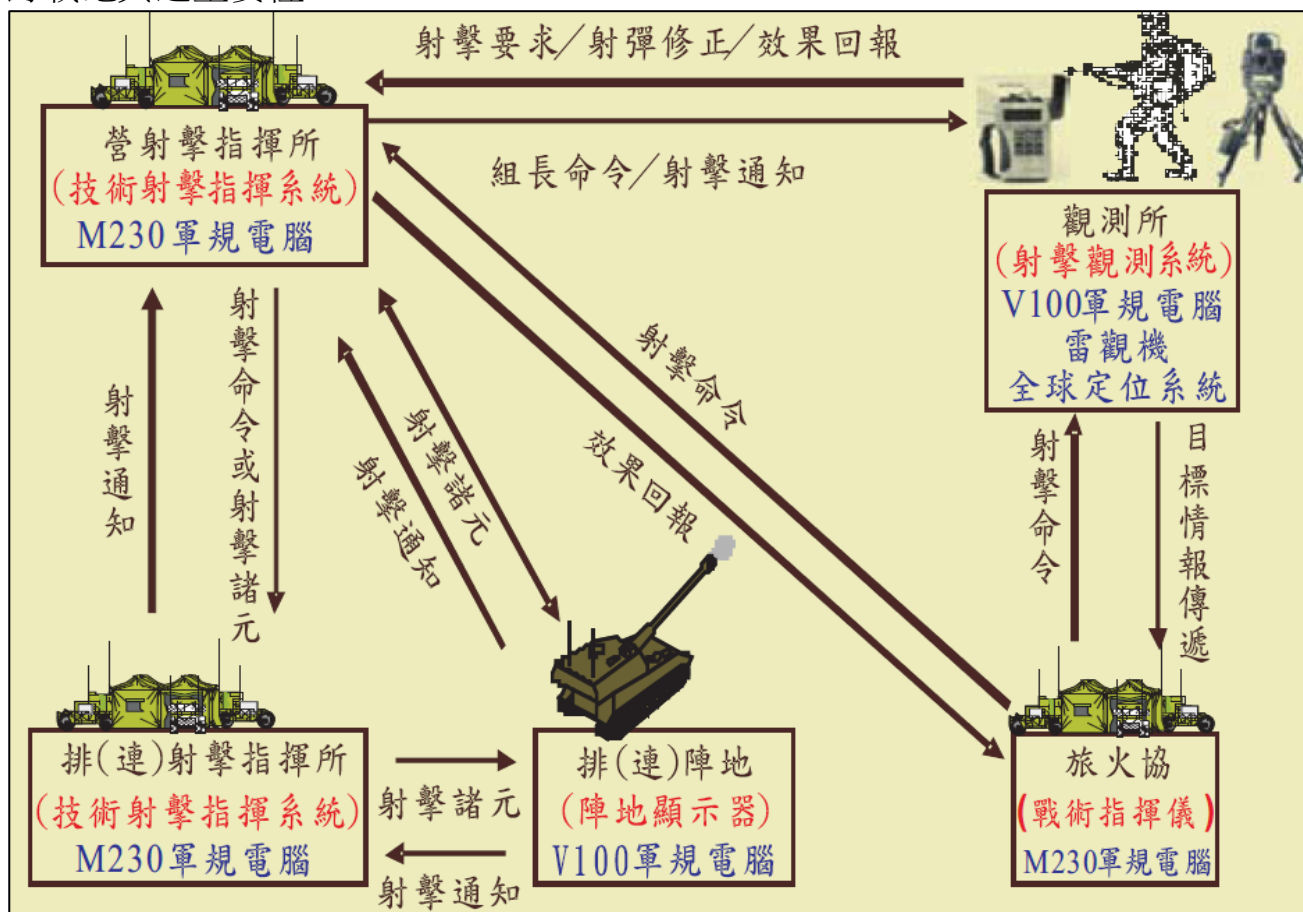 射擊要求/射彈修正/效果回報
組長命令/射擊通知
營射擊指揮所
(技術射擊指揮系統)
M230軍規電腦
觀測所
(射擊觀測系統)
V100軍規電腦
雷觀機
全球定位系統
射擊通知
射擊命令或射擊諸元
射擊諸元
射擊通知
射擊命令
效果回報
射擊命令
目標情報傳遞
排(連)射擊指揮所
(技術射擊指揮系統)
M230軍規電腦
射擊諸元
射擊通知
排(連)陣地
(陣地顯示器)
V100軍規電腦
旅火協
(戰術指揮儀)
M230軍規電腦